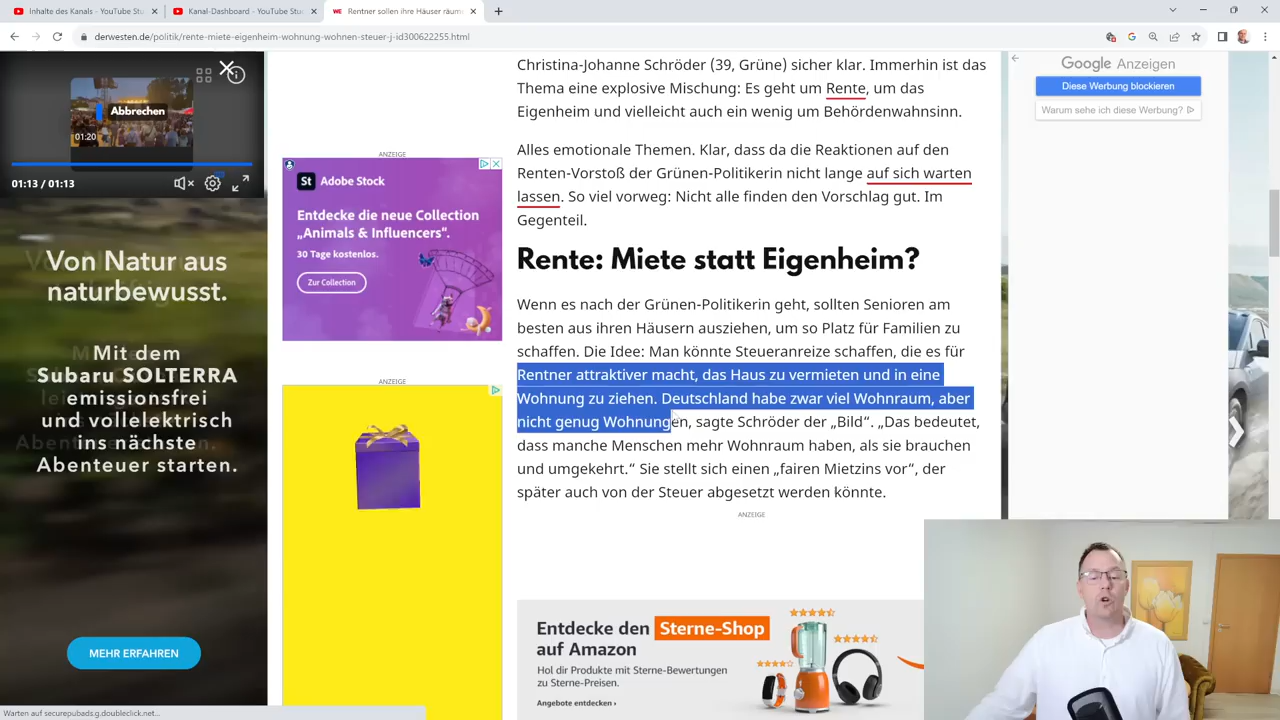 Inhalte des Kanals - YouTube Stu
Kanal-Dashboard - YouTube Stud
WE Rentner sollen ihre Häuser räum
derwesten.de/politik/rente-miete-eigenheim-wohnung-wohnen-steuer-j-id300622255.html
Abbrechen
01:20
01:13 / 01:13
Von Natur aus
naturbewusst.
Mit dem
Subaru SOLTERRA
emissionsfrei
und vollelektrisch
ins nächste
Abenteuer starten.
MEHR ERFAHREN
Warten auf securepubads.g.doubleclick.net...
ANZEIGE
St Adobe Stock
Entdecke die neue Collection
„Animals & Influencers“.
30 Tage kostenlos.
Zur Collection
ANZEIGE
Christina-Johanne Schröder (39, Grüne) sicher klar. Immerhin ist das
Thema eine explosive Mischung: Es geht um Rente, um das
Eigenheim und vielleicht auch ein wenig um Behördenwahnsinn.
Alles emotionale Themen. Klar, dass da die Reaktionen auf den
Renten-Vorstoß der Grünen-Politikerin nicht lange auf sich warten
lassen. So viel vorweg: Nicht alle finden den Vorschlag gut. Im
Gegenteil.
Rente: Miete statt Eigenheim?
Wenn es nach der Grünen-Politikerin geht, sollten Senioren am
besten aus ihren Häusern ausziehen, um so Platz für Familien zu
schaffen. Die Idee: Man könnte Steueranreize schaffen, die es für
Rentner attraktiver macht, das Haus zu vermieten und in eine
Wohnung zu ziehen. Deutschland habe zwar viel Wohnraum, aber
nicht genug Wohnungen, sagte Schröder der „Bild“. „Das bedeutet,
dass manche Menschen mehr Wohnraum haben, als sie brauchen
und umgekehrt.“ Sie stellt sich einen „fairen Mietzins vor“, der
später auch von der Steuer abgesetzt werden könnte.
ANZEIGE
Entdecke den Sterne-Shop
auf Amazon
Hol dir Produkte mit Sterne-Bewertungen
zu Sterne-Preisen.
Angebote entdecken ›
Google Anzeigen
Diese Werbung blockieren
Warum sehe ich diese Werbung?